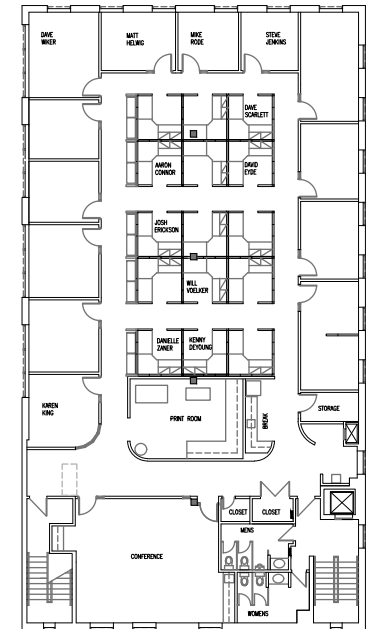 DAVE
WIKER
MATT
HELWIG
MIKE
RODE
STEVE
JENKINS
DAVE
SCARLETT
AARON
CONNOR
DAVID
EYDE
JOSH
ERICKSON
WILL
VOELKER
DANIELLE
ZANER
KENNY
DEYOUNG
KAREN
KING
PRINT ROOM
BREAK
STORAGE
CLOSET
CLOSET
MENS
CONFERENCE
WOMENS